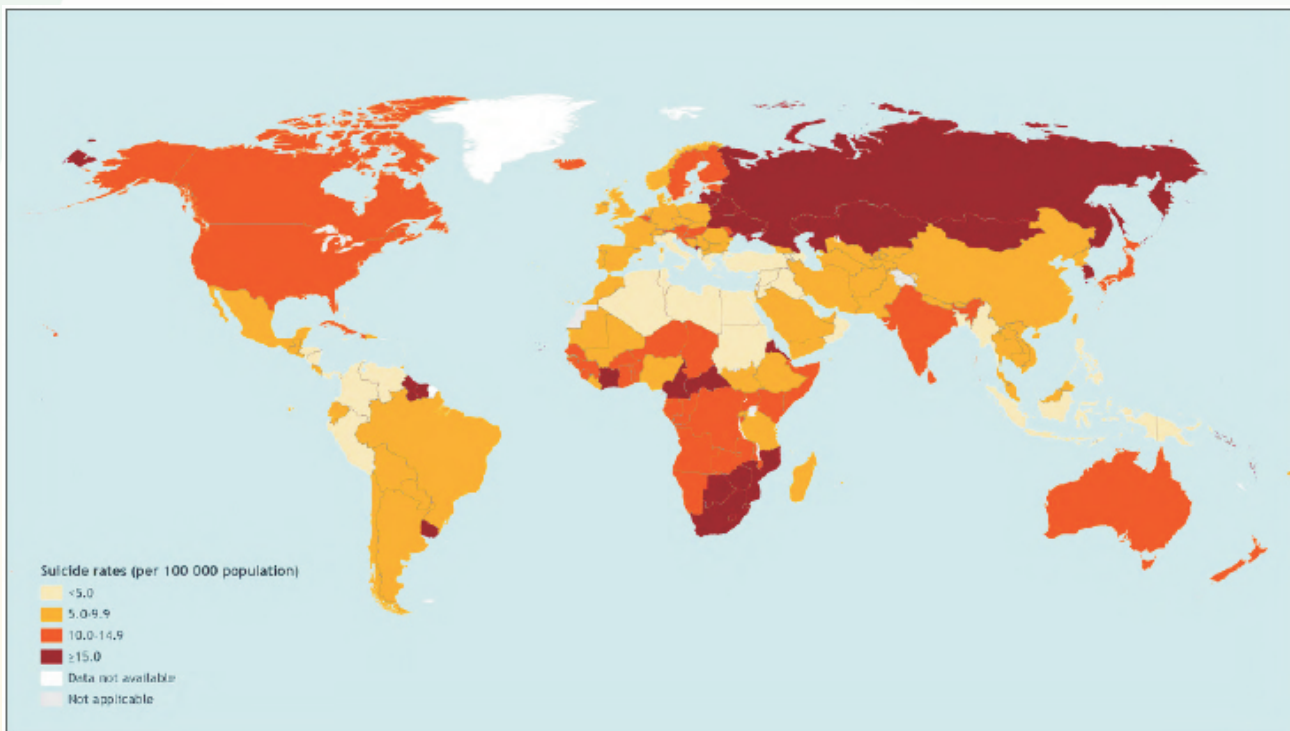 Suicide rates (per 100 000 population)
<5.0
5.0-9.9
10.0-14.9
≥15.0
Data not available
Not applicable